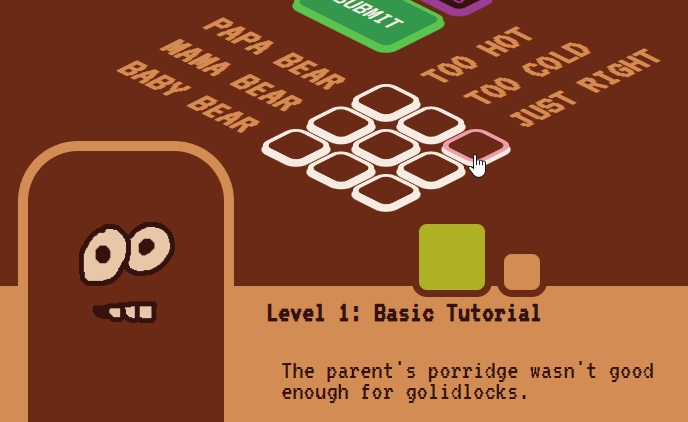 SUBMIT
PAPA BEAR
MAMA BEAR
BABY BEAR
TOO HOT
TOO COLD
JUST RIGHT
Level 1: Basic Tutorial
The parent's porridge wasn't good
enough for golidlocks.